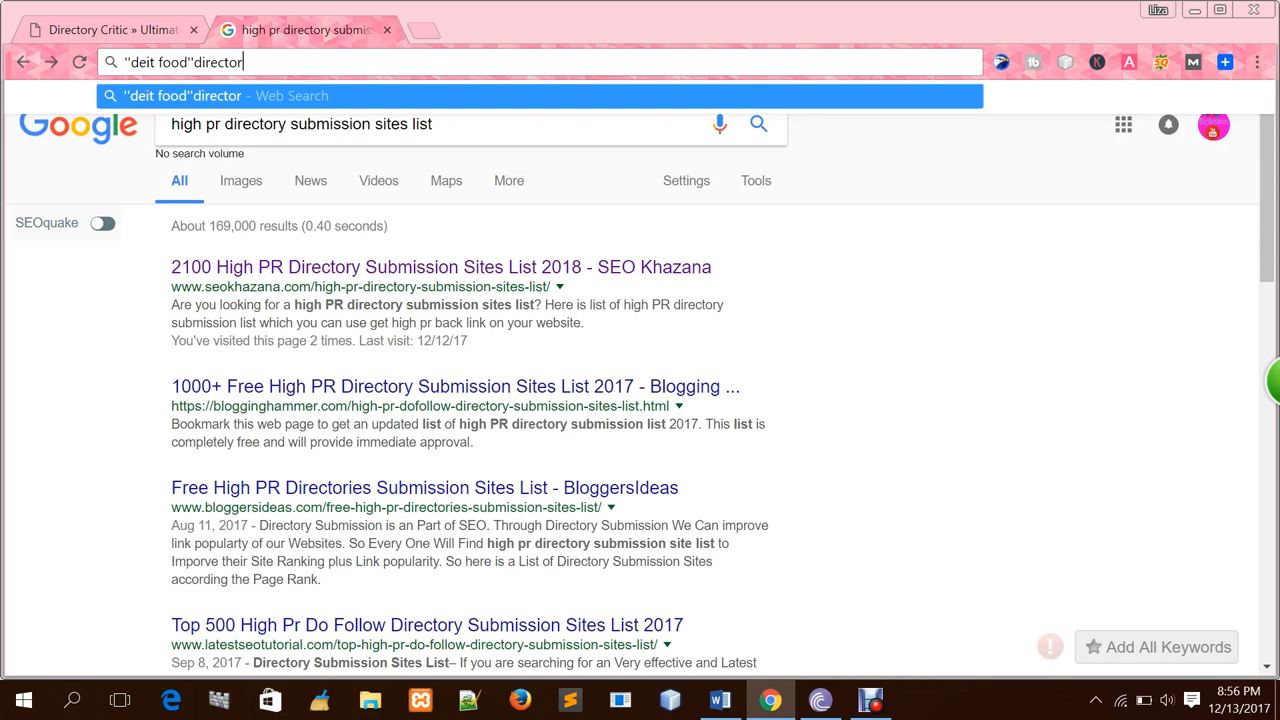 Liza
Directory Critic » Ultimat
high pr directory submis
"deit food"director
"deit food"director - Web Search
Google
high pr directory submission sites list
No search volume
All Images News Videos Maps More Settings Tools
SEOquake
About 169,000 results (0.40 seconds)
2100 High PR Directory Submission Sites List 2018 - SEO Khazana
www.seokhazana.com/high-pr-directory-submission-sites-list/
Are you looking for a high PR directory submission sites list? Here is list of high PR directory
submission list which you can use get high pr back link on your website.
You've visited this page 2 times. Last visit: 12/12/17
1000+ Free High PR Directory Submission Sites List 2017 - Blogging ...
https://blogginghammer.com/high-pr-dofollow-directory-submission-sites-list.html
Bookmark this web page to get an updated list of high PR directory submission list 2017. This list is
completely free and will provide immediate approval.
Free High PR Directories Submission Sites List - BloggersIdeas
www.bloggersideas.com/free-high-pr-directories-submission-sites-list/
Aug 11, 2017 - Directory Submission is an Part of SEO. Through Directory Submission We Can improve
link popularity of our Websites. So Every One Will Find high pr directory submission site list to
Imporve their Site Ranking plus Link popularity. So here is a List of Directory Submission Sites
according the Page Rank.
Top 500 High Pr Do Follow Directory Submission Sites List 2017
www.latestseotutorial.com/top-high-pr-do-follow-directory-submission-sites-list/
Sep 8, 2017 - Directory Submission Sites List– If you are searching for an Very effective and Latest
Add All Keywords
8:56 PM
12/13/2017